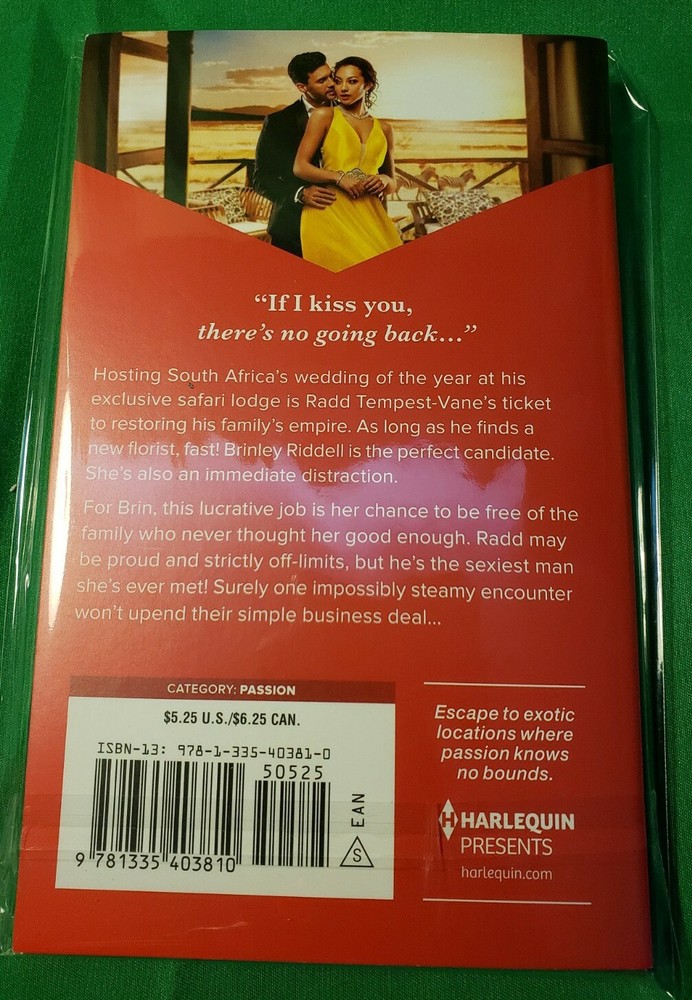 “If I kiss you,
there’s no going back...”
Hosting South Africa’s wedding of the year at his
exclusive safari lodge is Radd Tempest-Vane’s ticket
to restoring his family’s empire. As long as he finds a
new florist, fast! Brinley Riddell is the perfect candidate.
She’s also an immediate distraction.
For Brin, this lucrative job is her chance to be free of the
family who never thought her good enough. Radd may
be proud and strictly off-limits, but he’s the sexiest man
she’s ever met! Surely one impossibly steamy encounter
won’t upend their simple business deal...
CATEGORY: PASSION
$5.25 U.S./$6.25 CAN.
ISBN-13: 978-1-335-40381-0
50525
9 781335 403810
EAN
S
Escape to exotic
locations where
passion knows
no bounds.
H HARLEQUIN
PRESENTS
harlequin.com